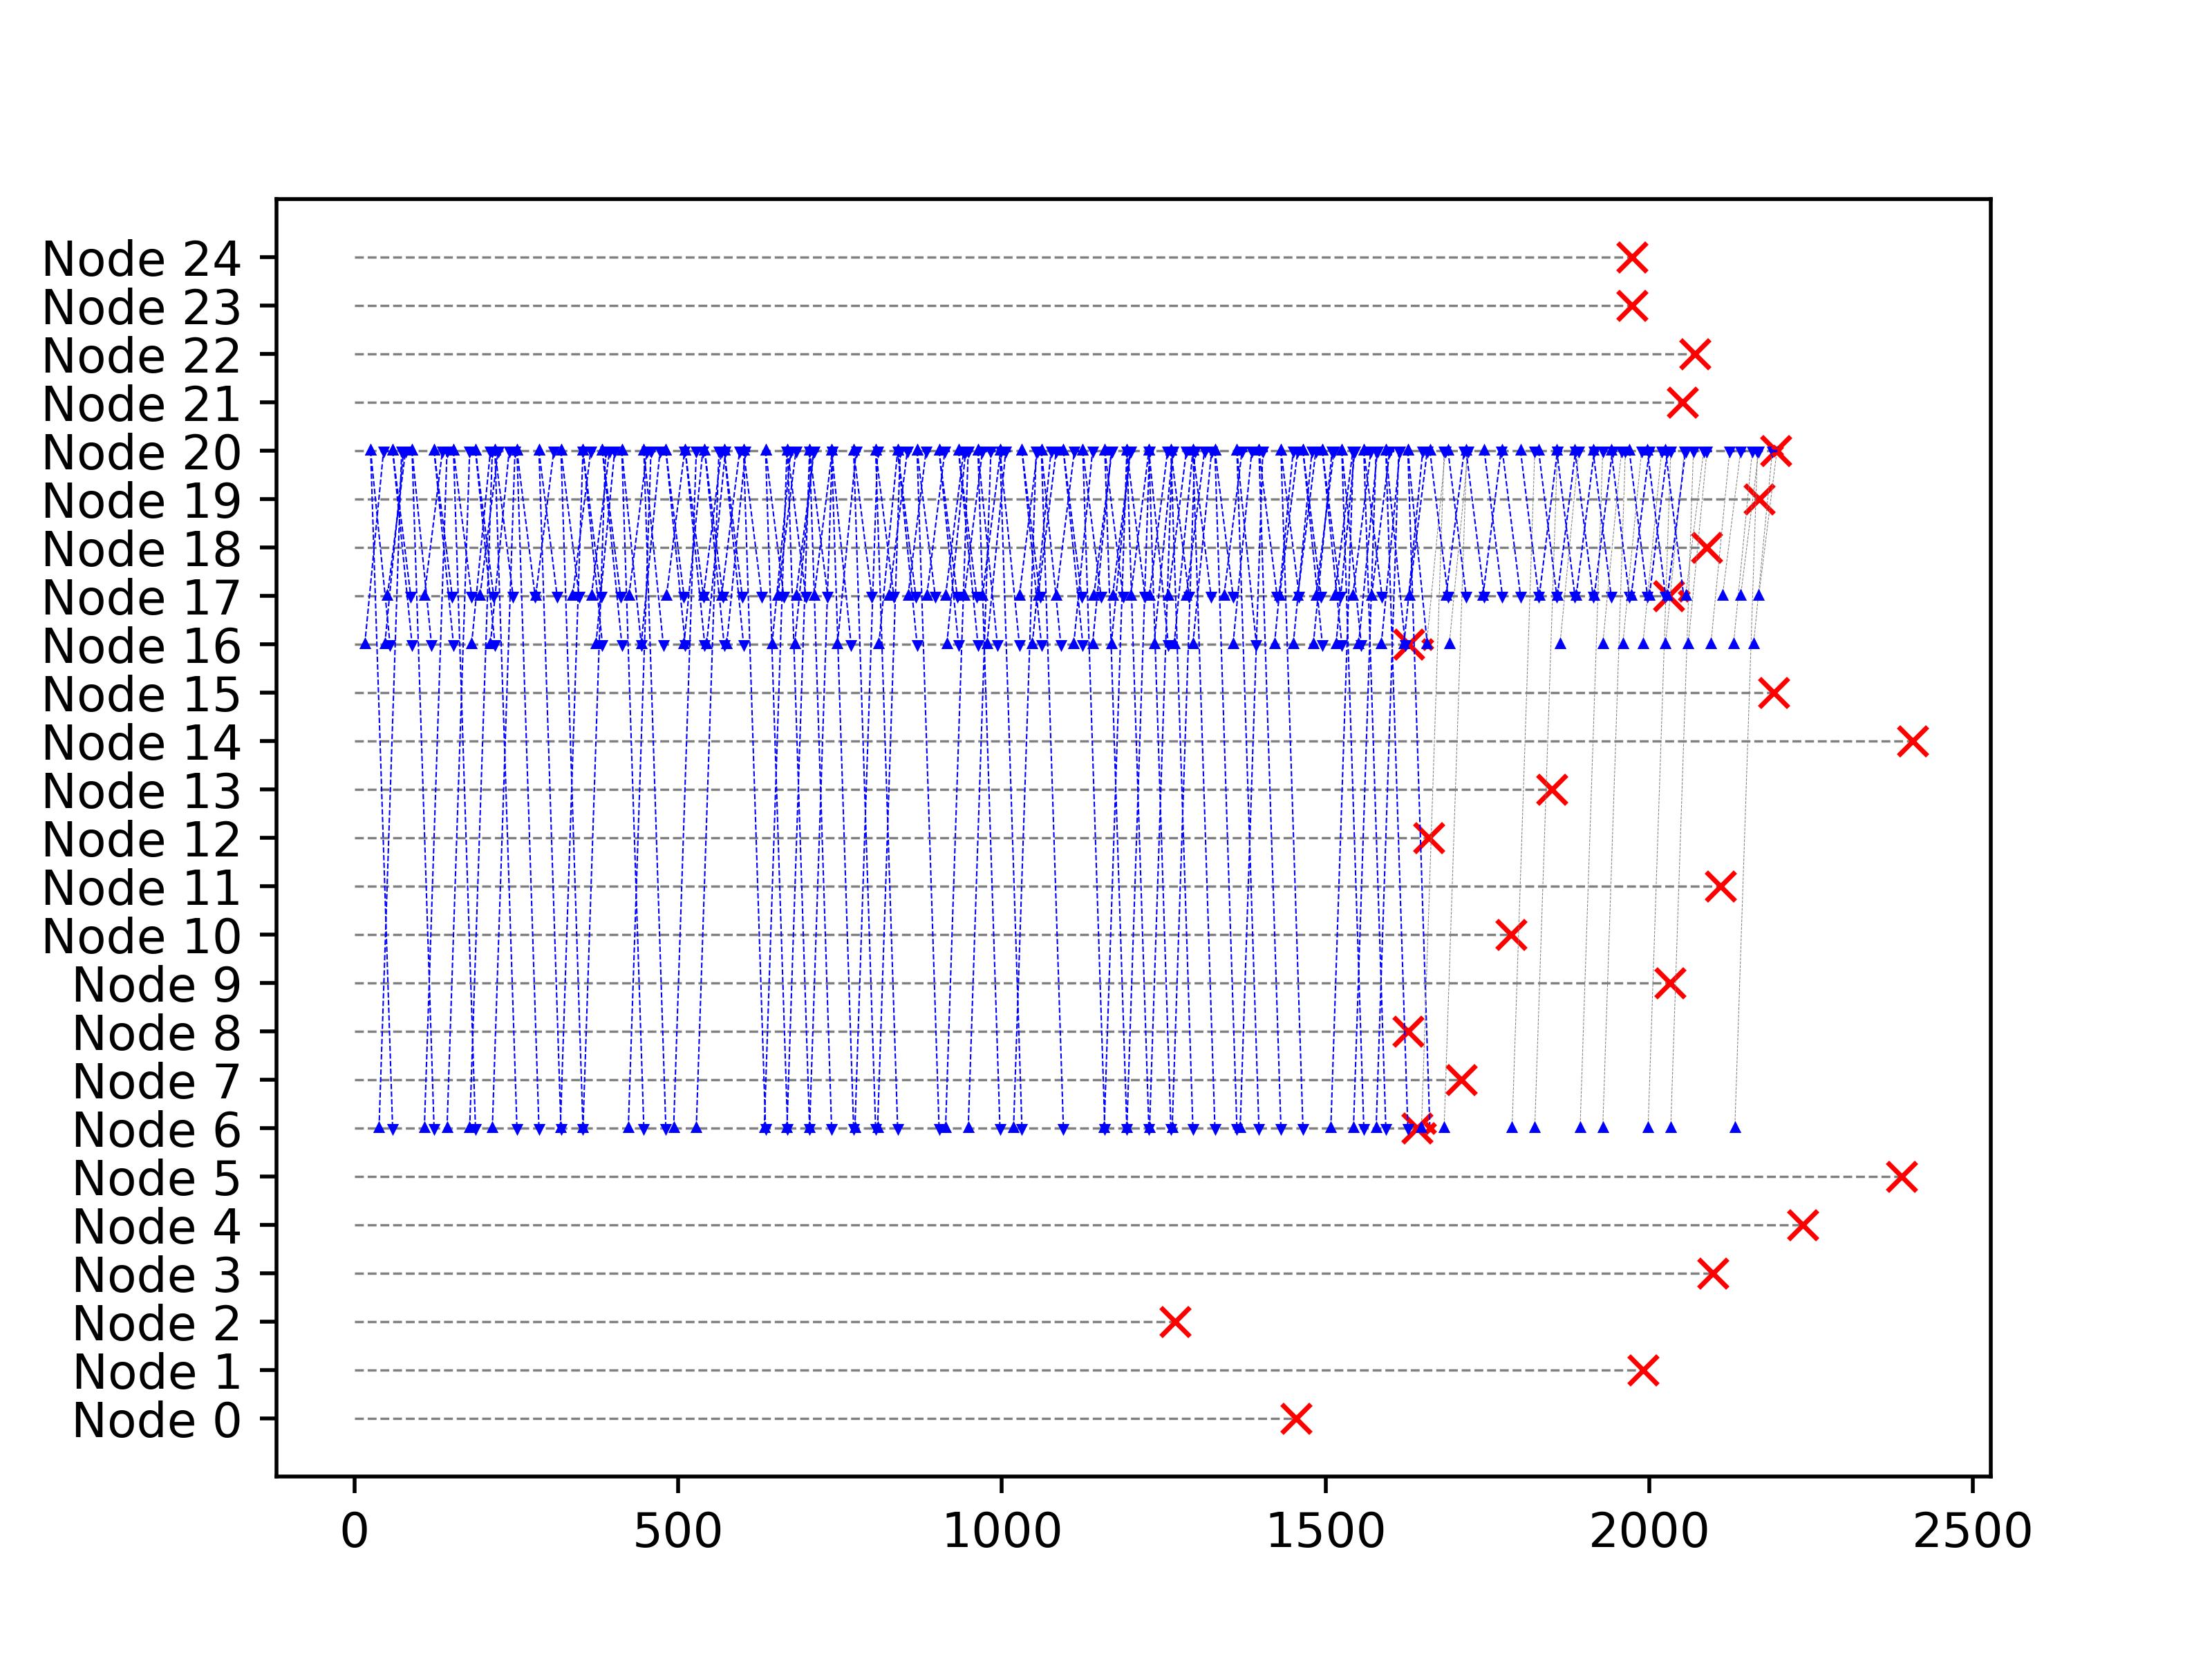 Node 24
Node 23
Node 22
Node 21
Node 20
Node 19
Node 18
Node 17
Node 16
Node 15
Node 14
Node 13
Node 12
Node 11
Node 10
Node 9
Node 8
Node 7
Node 6
Node 5
Node 4
Node 3
Node 2
Node 1
Node 0
0 500 1000 1500 2000 2500